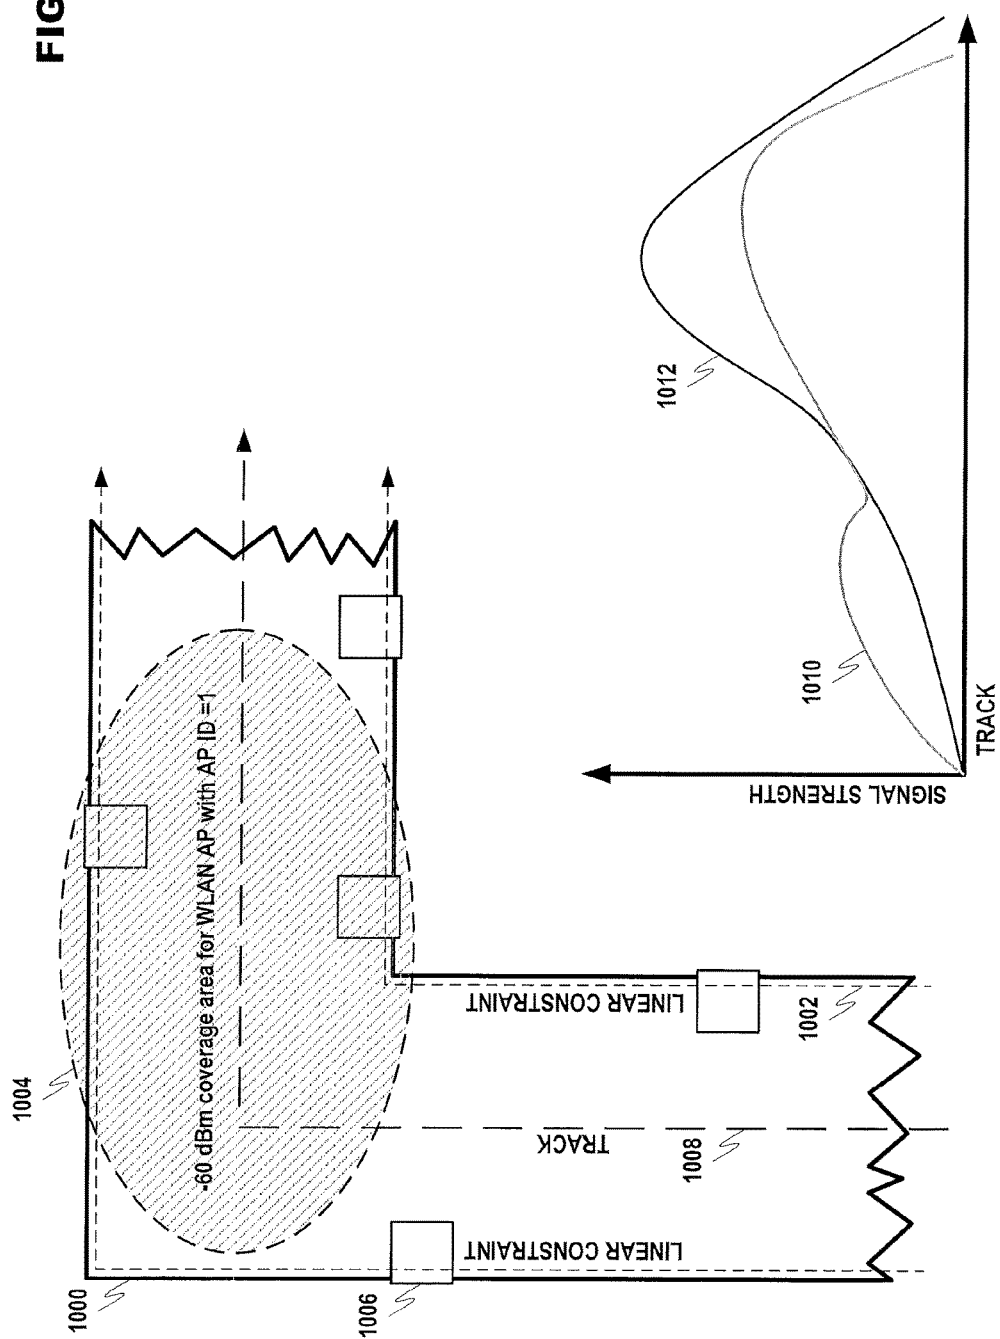 FIG
1004
-60 dBm coverage area for WLAN AP with AP ID =1
1000
1006
LINEAR CONSTRAINT
TRACK
1008
LINEAR CONSTRAINT
1002
1012
1010
SIGNAL STRENGTH
TRACK